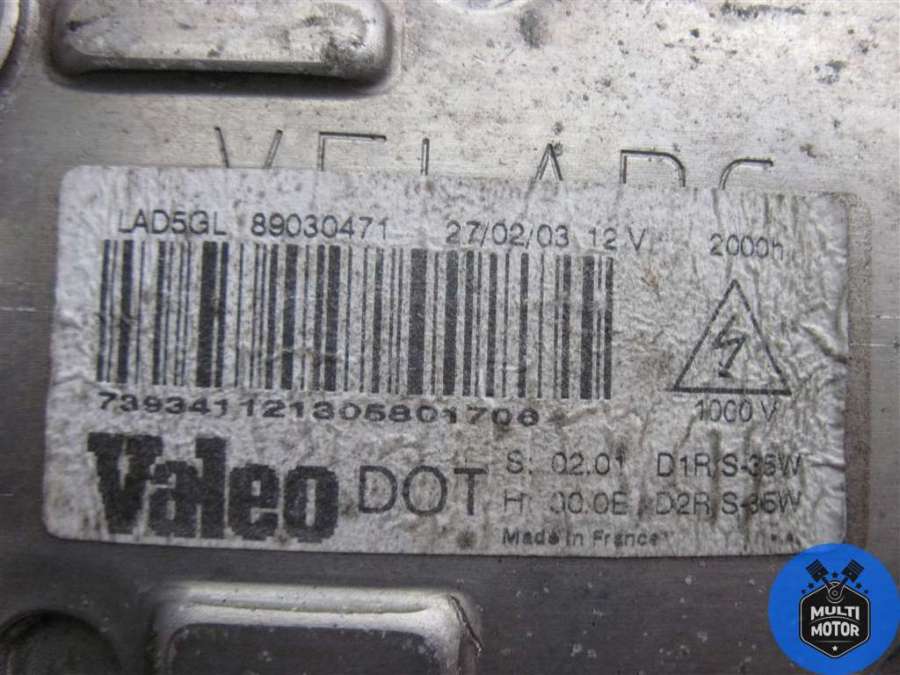 LAD5GL 89030471 27/02/03 12 V 2000h
1000 V
739341121305801706
Valeo DOT S: 02.01 D1R/S-35W
H: 00.0E D2R/S-35W
Made in France
MULTI
MOTOR